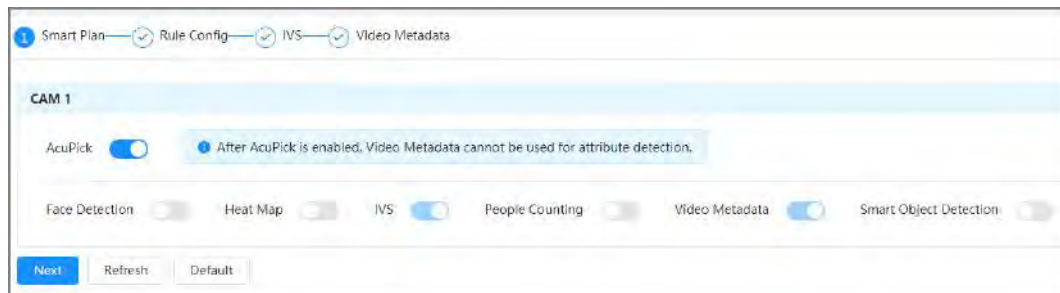 1 Smart Plan Rule Config IVS Video Metadata
CAM 1
AcuPick After AcuPick is enabled, Video Metadata cannot be used for attribute detection.
Face Detection Heat Map IVS People Counting Video Metadata Smart Object Detection
Next Refresh Default